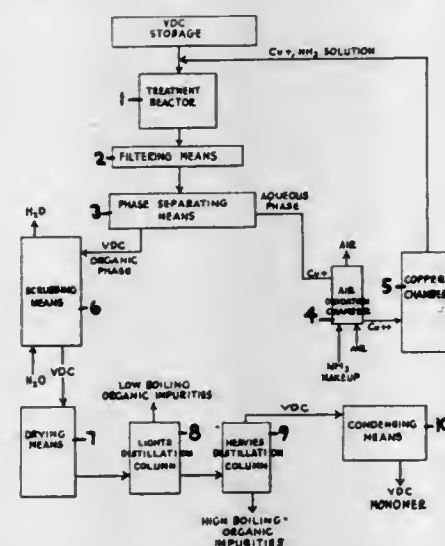 VDC
STORAGE
Cu+, NH3 SOLUTION
1
TREATMENT
REACTOR
2
FILTERING MEANS
3
PHASE SEPARATING
MEANS
AQUEOUS
PHASE
H2O
VDC
ORGANIC
PHASE
AIR
Cu+
5
COPPER
CHAMBER
SCRUBBING
MEANS
6
AIR
OXIDATION
CHAMBER
4
Cu++
H2O
VDC
NH3
MAKEUP
AIR
LOW BOILING
ORGANIC IMPURITIES
DRYING
MEANS
7
LIGHTS
DISTILLATION
COLUMN
8
HEAVIES
DISTILLATION
COLUMN
9
VDC
CONDENSING
MEANS
10
VDC
MONOMER
HIGH BOILING
ORGANIC
IMPURITIES